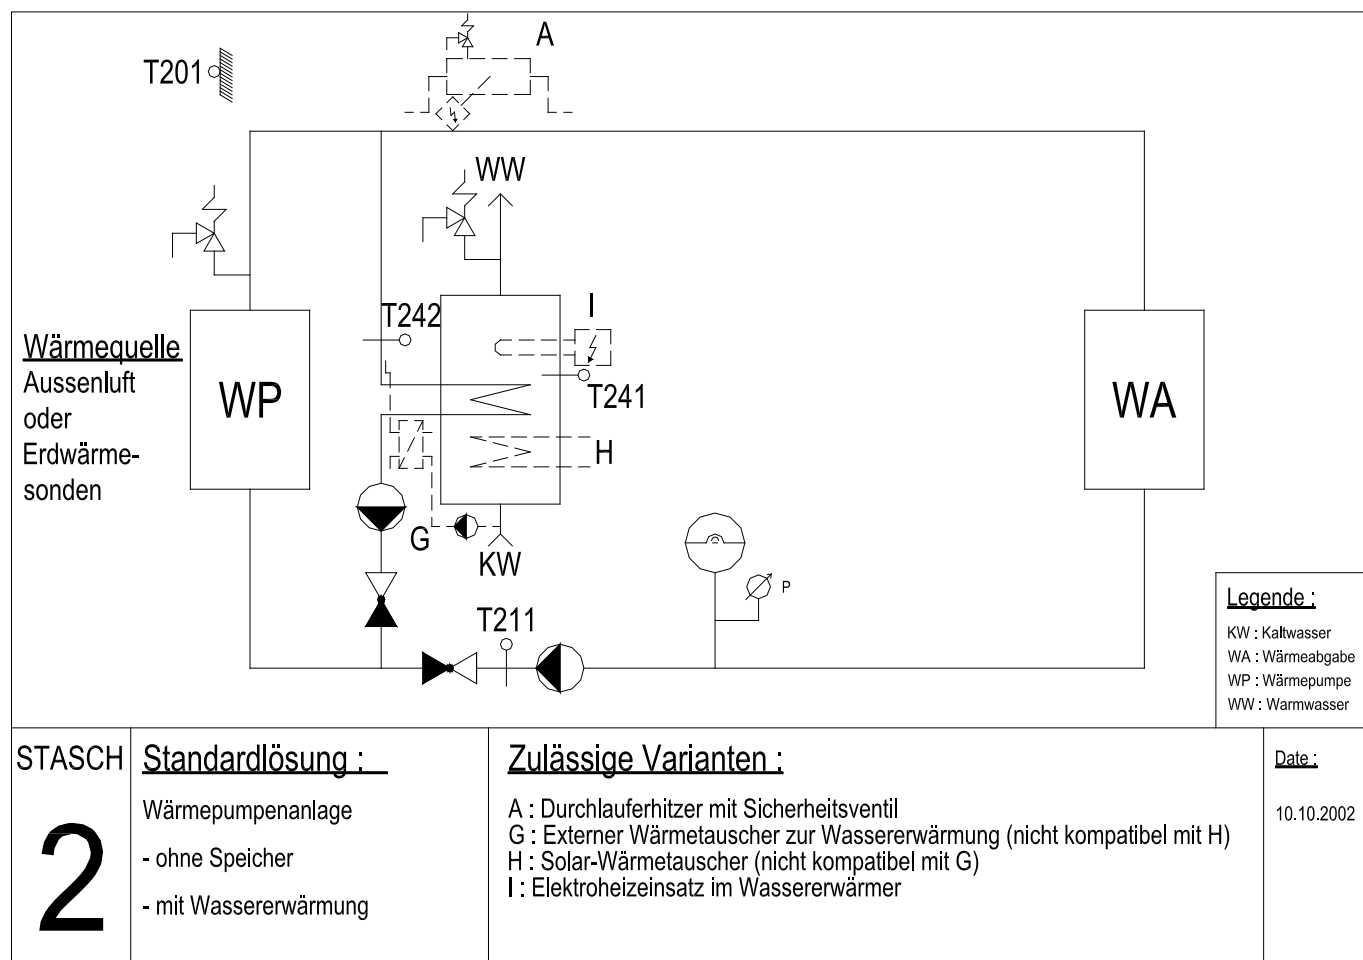 A
T201
WW
T242
I
Wärmequelle
Aussenluft
oder
Erdwärme-
sonden
WP
T241
WA
H
G
KW
P
T211
Legende :
KW : Kaltwasser
WA : Wärmeabgabe
WP : Wärmepumpe
WW : Warmwasser
STASCH
2
Standardlösung :
Wärmepumpenanlage
- ohne Speicher
- mit Wassererwärmung
Zulässige Varianten :
A : Durchlauferhitzer mit Sicherheitsventil
G : Externer Wärmetauscher zur Wassererwärmung (nicht kompatibel mit H)
H : Solar-Wärmetauscher (nicht kompatibel mit G)
I : Elektroheizeinsatz im Wassererwärmer
Date :
10.10.2002